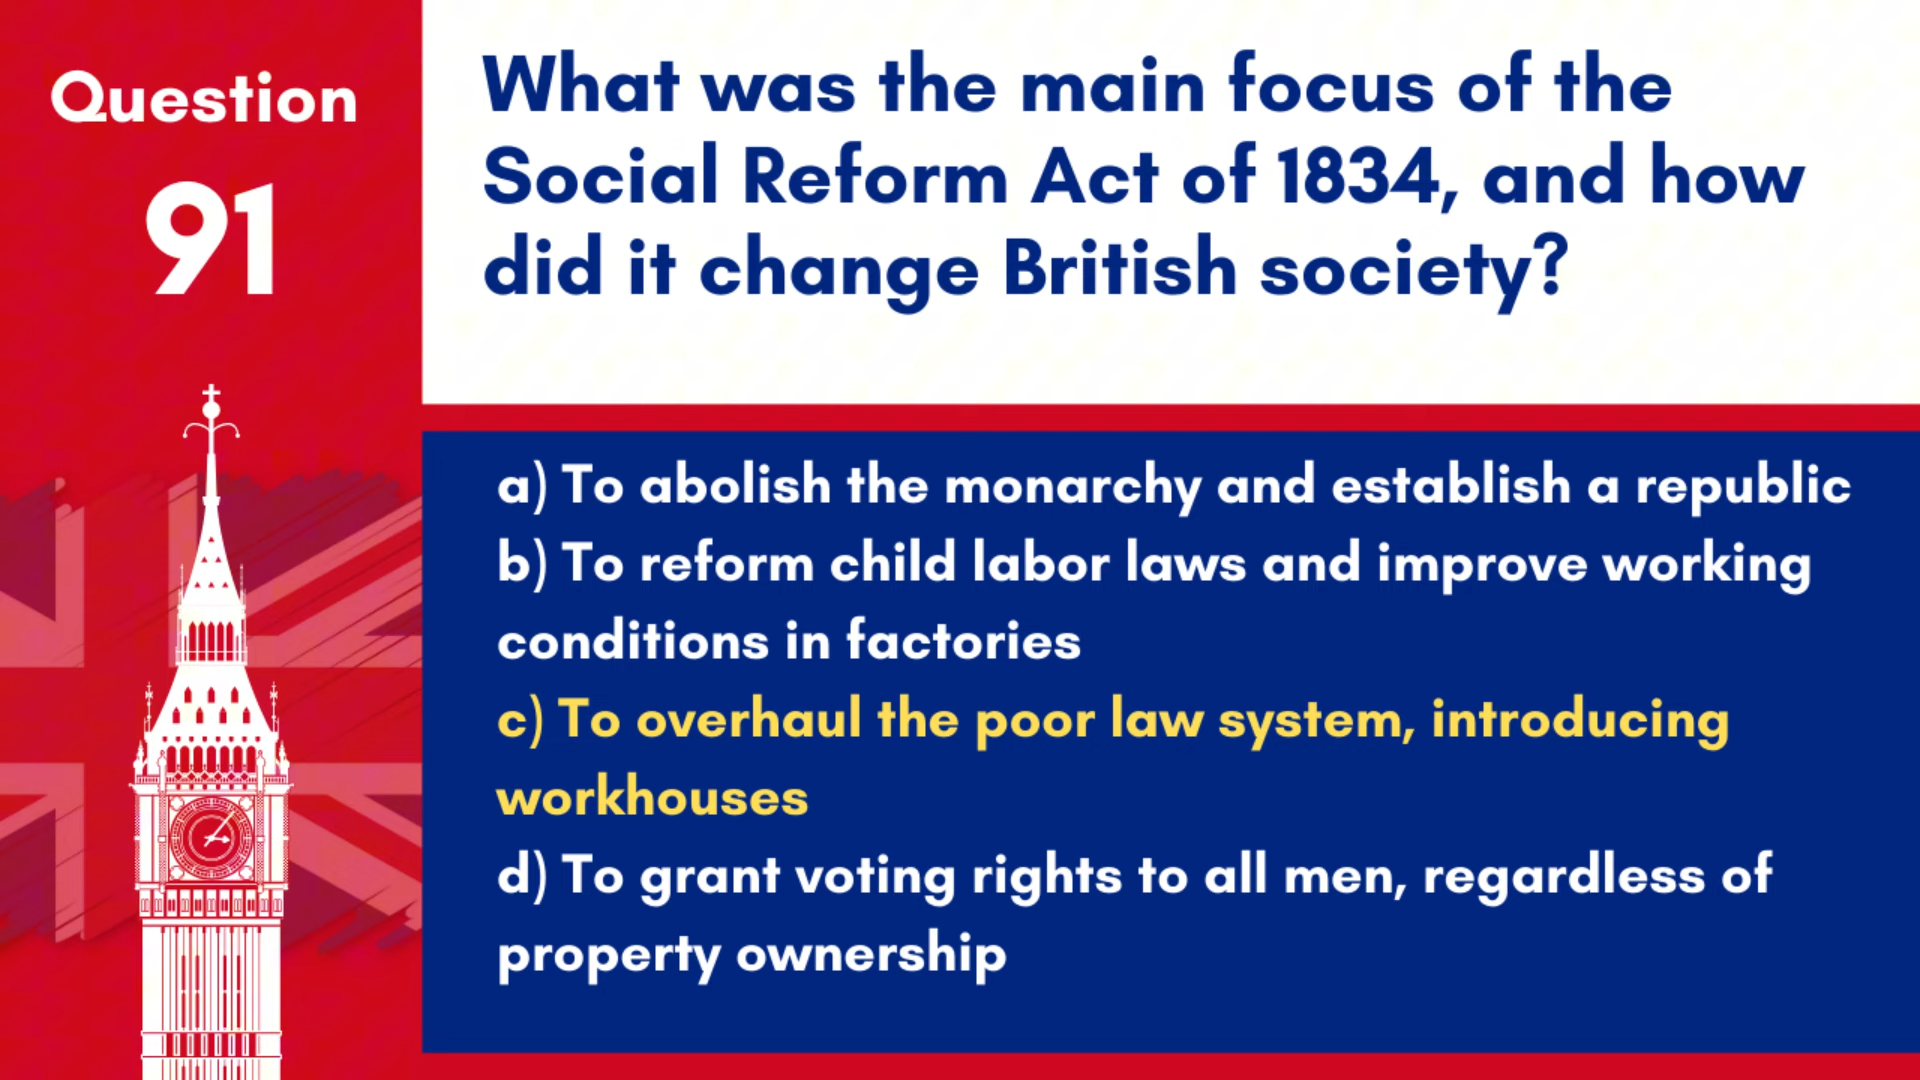 Question
91
What was the main focus of the
Social Reform Act of 1834, and how
did it change British society?
a) To abolish the monarchy and establish a republic
b) To reform child labor laws and improve working
conditions in factories
c) To overhaul the poor law system, introducing
workhouses
d) To grant voting rights to all men, regardless of
property ownership